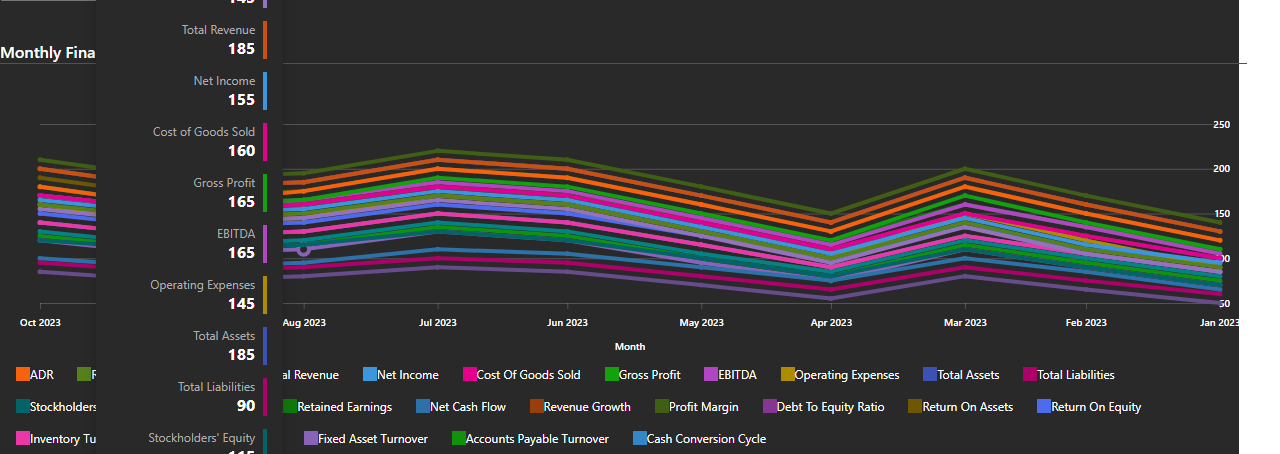 145
Total Revenue
185
Monthly Fina
Net Income
155
Cost of Goods Sold
160
Gross Profit
165
EBITDA
165
Operating Expenses
145
Total Assets
185
Total Liabilities
90
Stockholders' Equity
115
250
200
150
00
50
Oct 2023 Aug 2023 Jul 2023 Jun 2023 May 2023 Apr 2023 Mar 2023 Feb 2023 Jan 2023
Month
ADR R al Revenue Net Income Cost Of Goods Sold Gross Profit EBITDA Operating Expenses Total Assets Total Liabilities
Stockholders Retained Earnings Net Cash Flow Revenue Growth Profit Margin Debt To Equity Ratio Return On Assets Return On Equity
Inventory Tu Fixed Asset Turnover Accounts Payable Turnover Cash Conversion Cycle